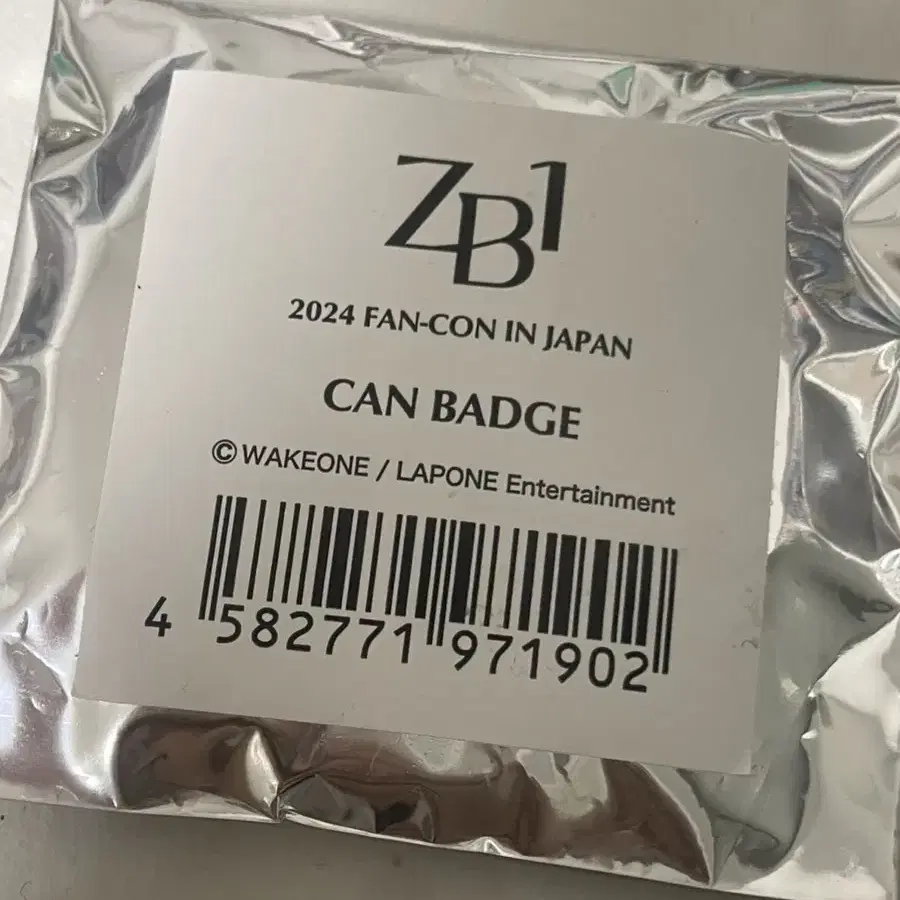 ZB1
2024 FAN-CON IN JAPAN
CAN BADGE
©WAKEONE / LAPONE Entertainment
4 582771 971902